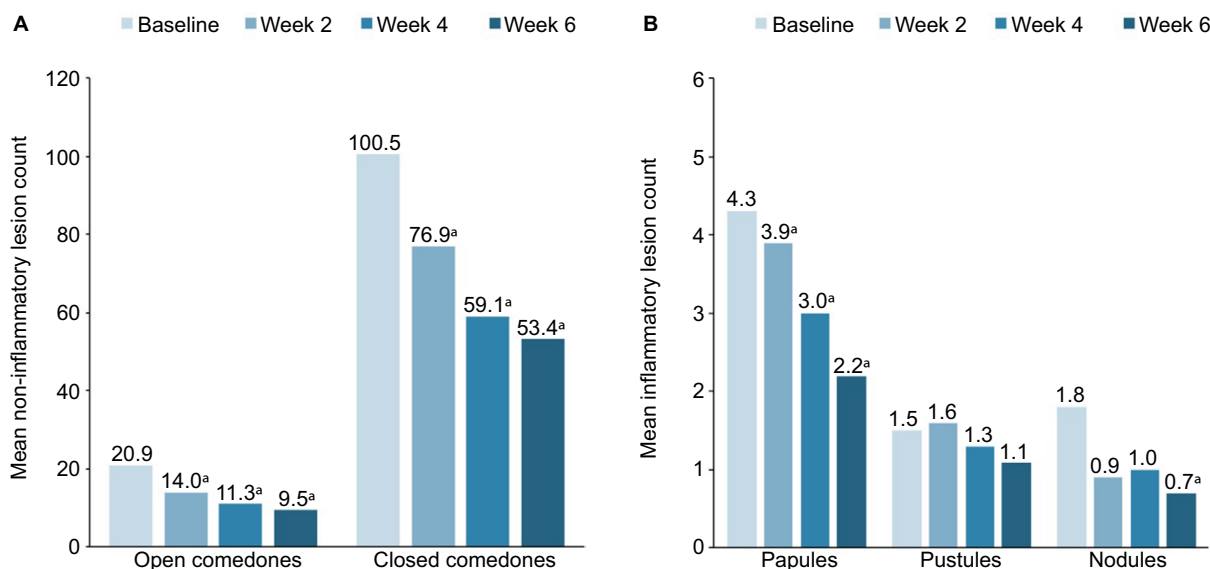 A Baseline Week 2 Week 4 Week 6
Mean non-inflammatory lesion count
120
100
80
60
40
20
0
100.5
76.9ᵃ
59.1ᵃ
53.4ᵃ
20.9
14.0ᵃ
11.3ᵃ
9.5ᵃ
Open comedones Closed comedones
B Baseline Week 2 Week 4 Week 6
Mean inflammatory lesion count
6
5
4
3
2
1
0
4.3
3.9ᵃ
3.0ᵃ
2.2ᵃ
1.5
1.6
1.3
1.1
1.8
0.9
1.0
0.7ᵃ
Papules Pustules Nodules